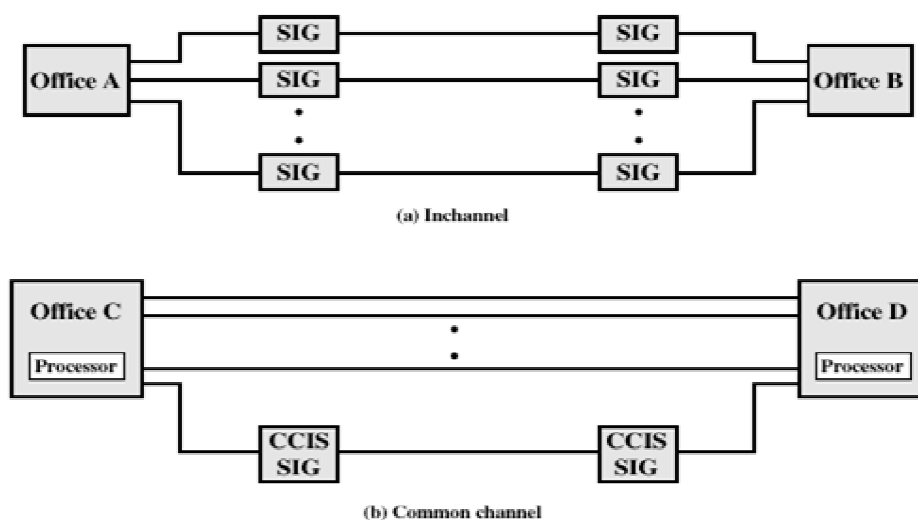 SIG SIG
Office A SIG SIG Office B
SIG SIG
(a) Inchannel
Office C Office D
Processor Processor
CCIS CCIS
SIG SIG
(b) Common channel